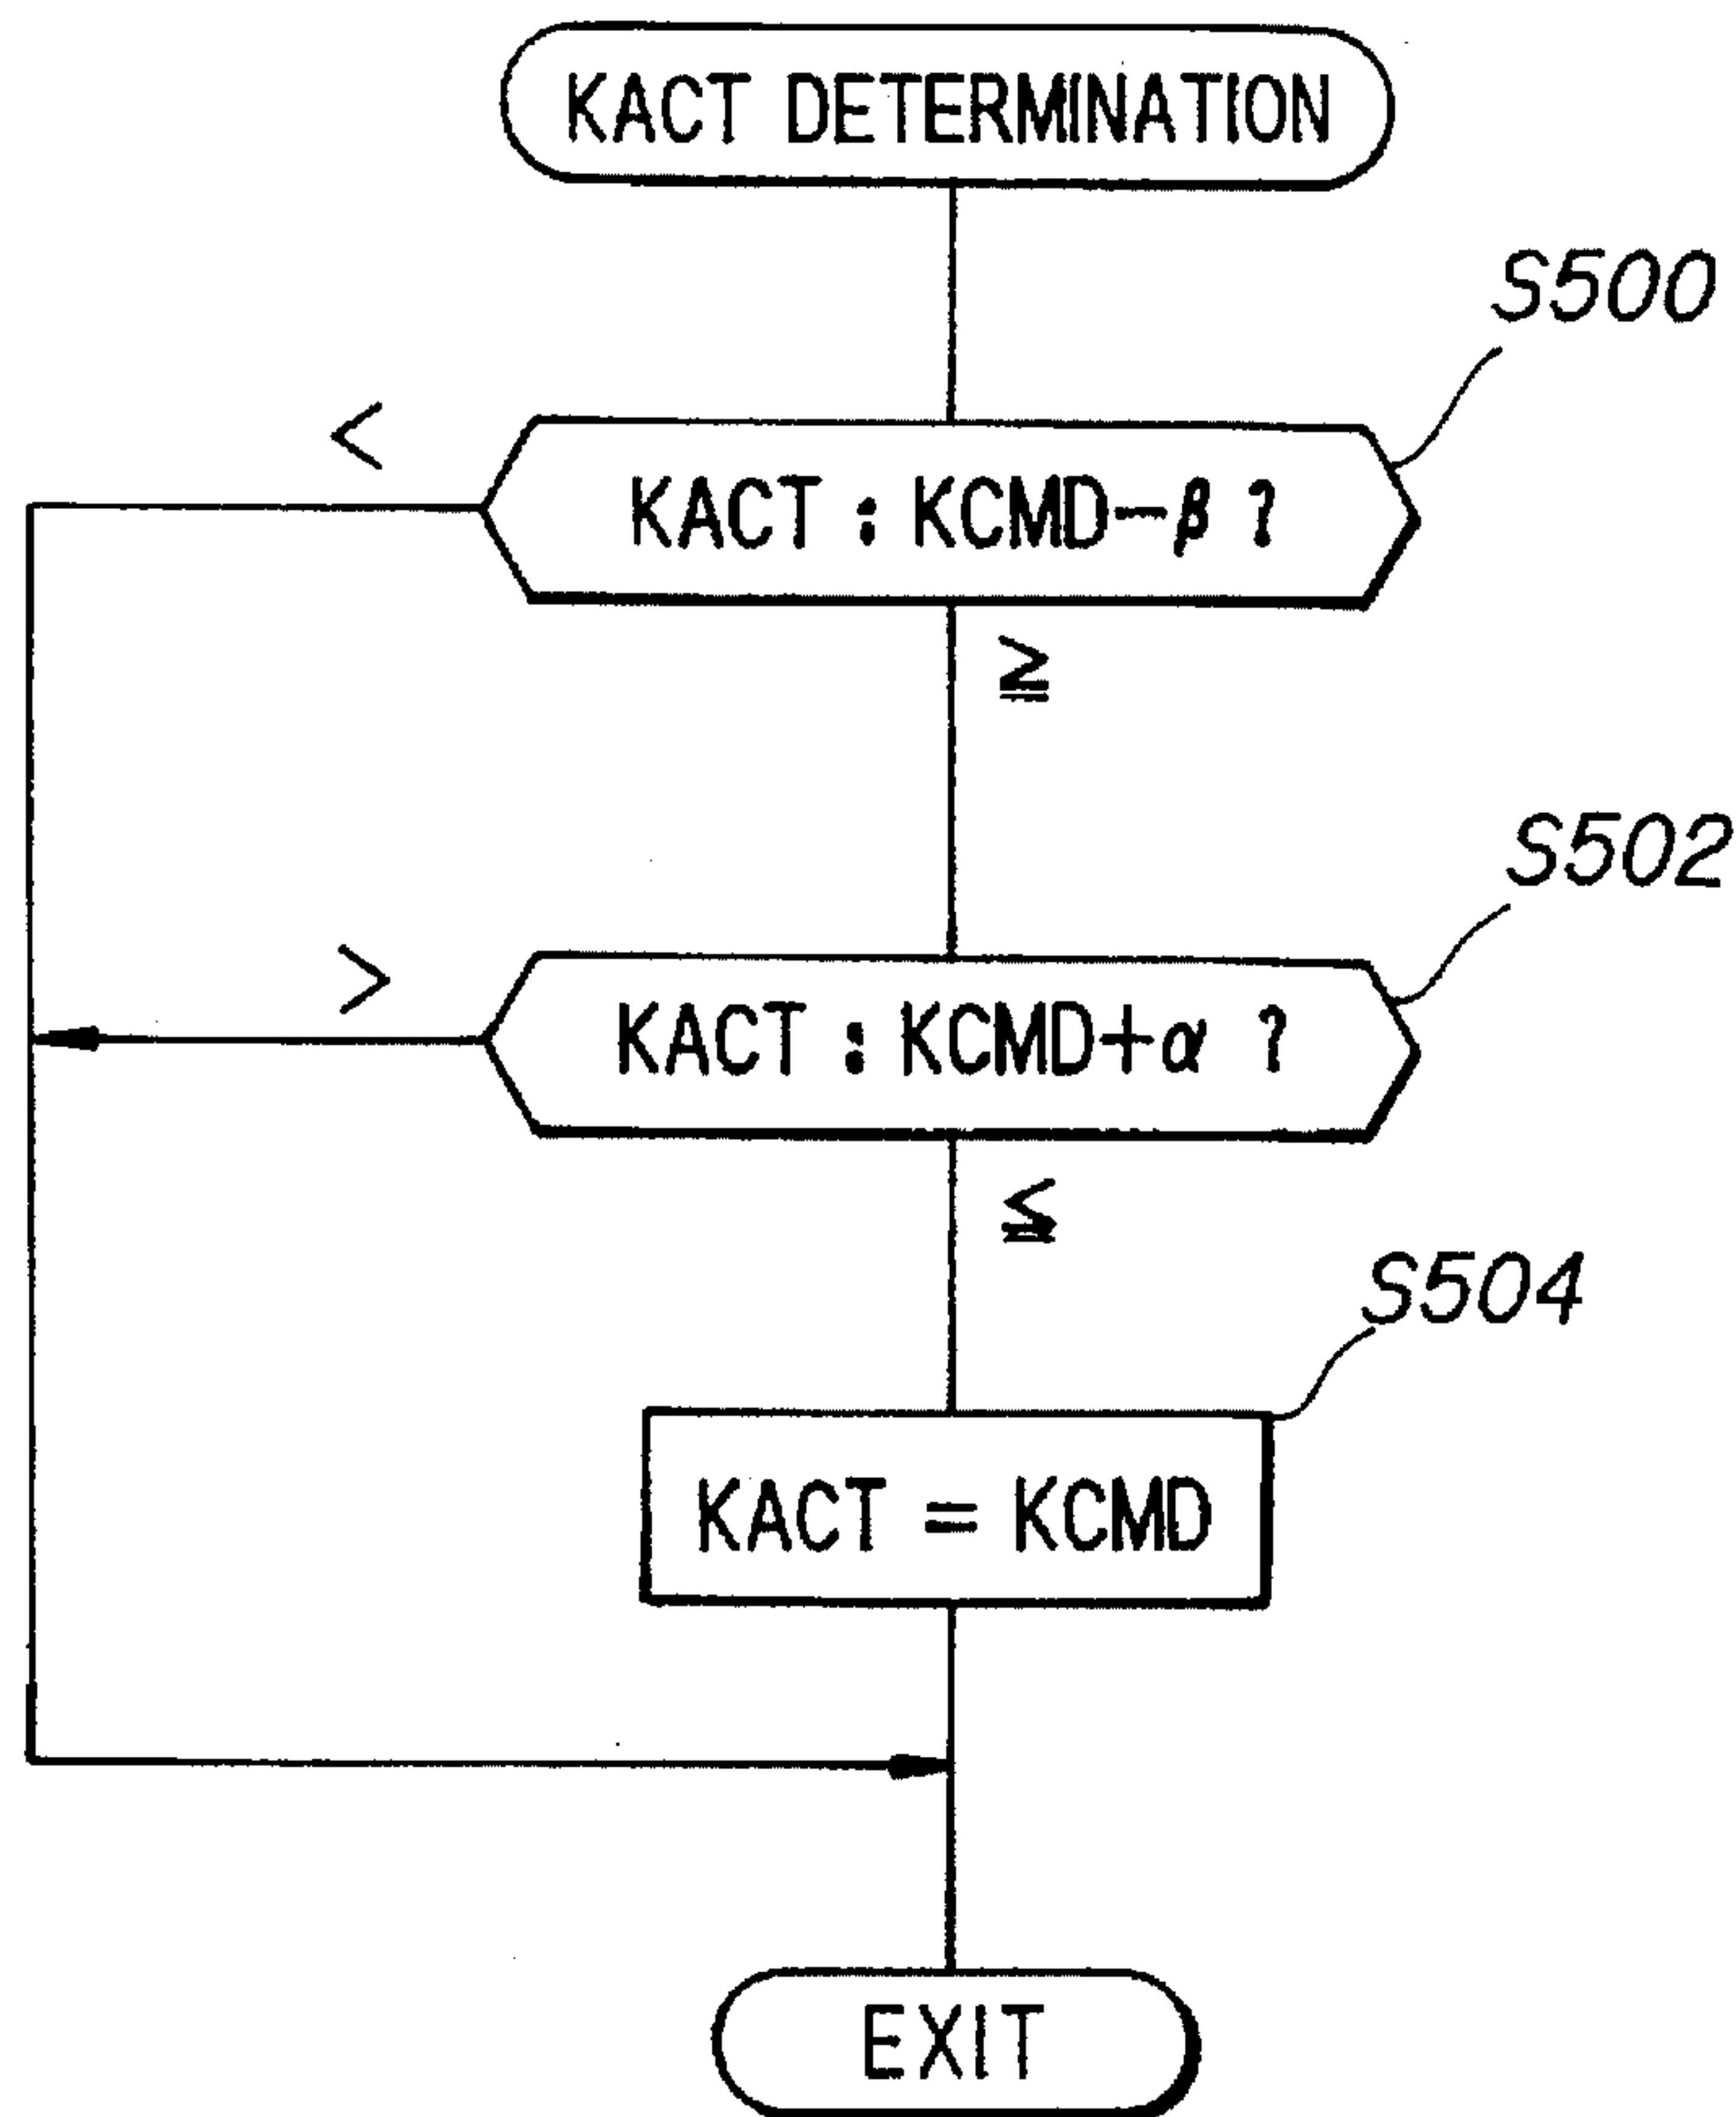 KACT DETERMINATION
S500
<
KACT : KCMD-β ?
≧
S502
>
KACT : KCMD+α ?
≦
S504
KACT = KCMD
EXIT